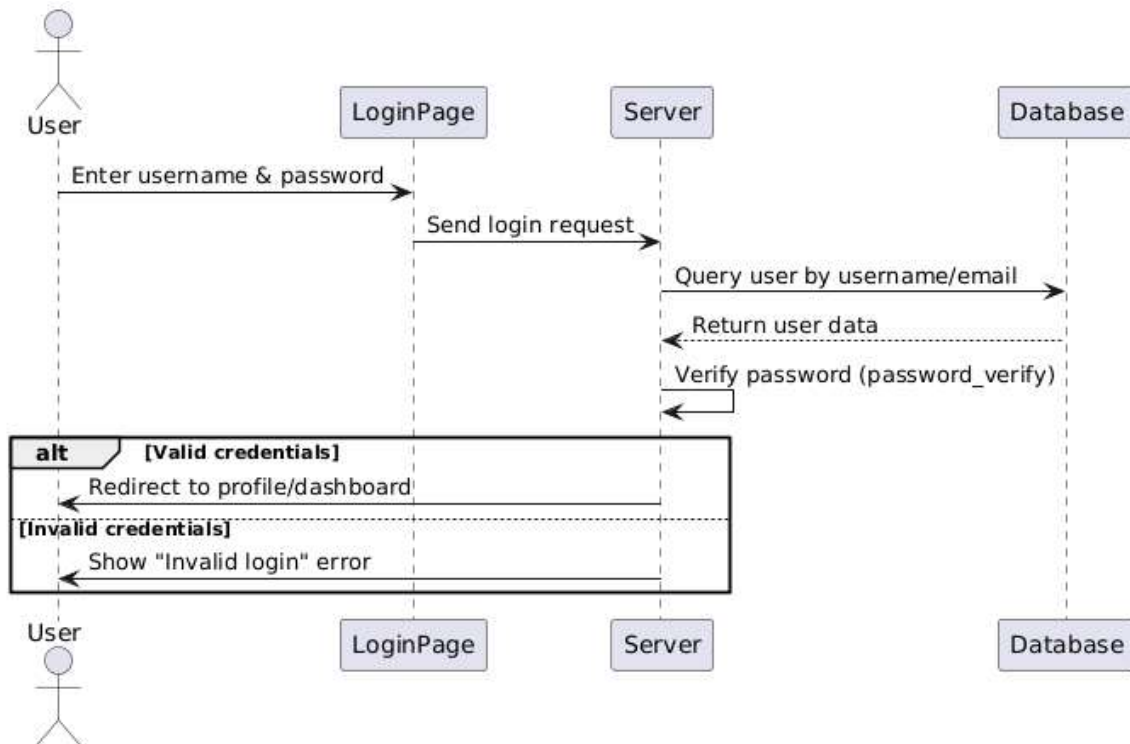 User
LoginPage
Server
Database
Enter username & password
Send login request
Query user by username/email
Return user data
Verify password (password_verify)
alt
[Valid credentials]
Redirect to profile/dashboard
[Invalid credentials]
Show "Invalid login" error
User
LoginPage
Server
Database